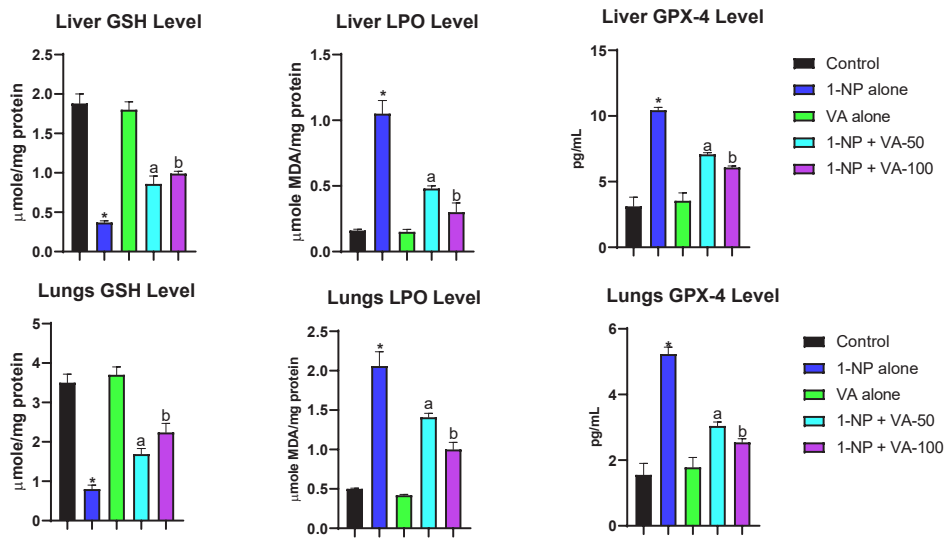 Liver GSH Level
μmole/mg protein
2.5
2.0
1.5
1.0
0.5
0.0
*
a
b
Liver LPO Level
μmole MDA/mg protein
1.5
1.0
0.5
0.0
*
a
b
Liver GPX-4 Level
pg/mL
15
10
5
0
*
a
b
Control
1-NP alone
VA alone
1-NP + VA-50
1-NP + VA-100
Lungs GSH Level
μmole/mg protein
5
4
3
2
1
0
*
a
b
Lungs LPO Level
μmole MDA/mg protein
2.5
2.0
1.5
1.0
0.5
0.0
*
a
b
Lungs GPX-4 Level
pg/mL
6
4
2
0
*
a
b
Control
1-NP alone
VA alone
1-NP + VA-50
1-NP + VA-100